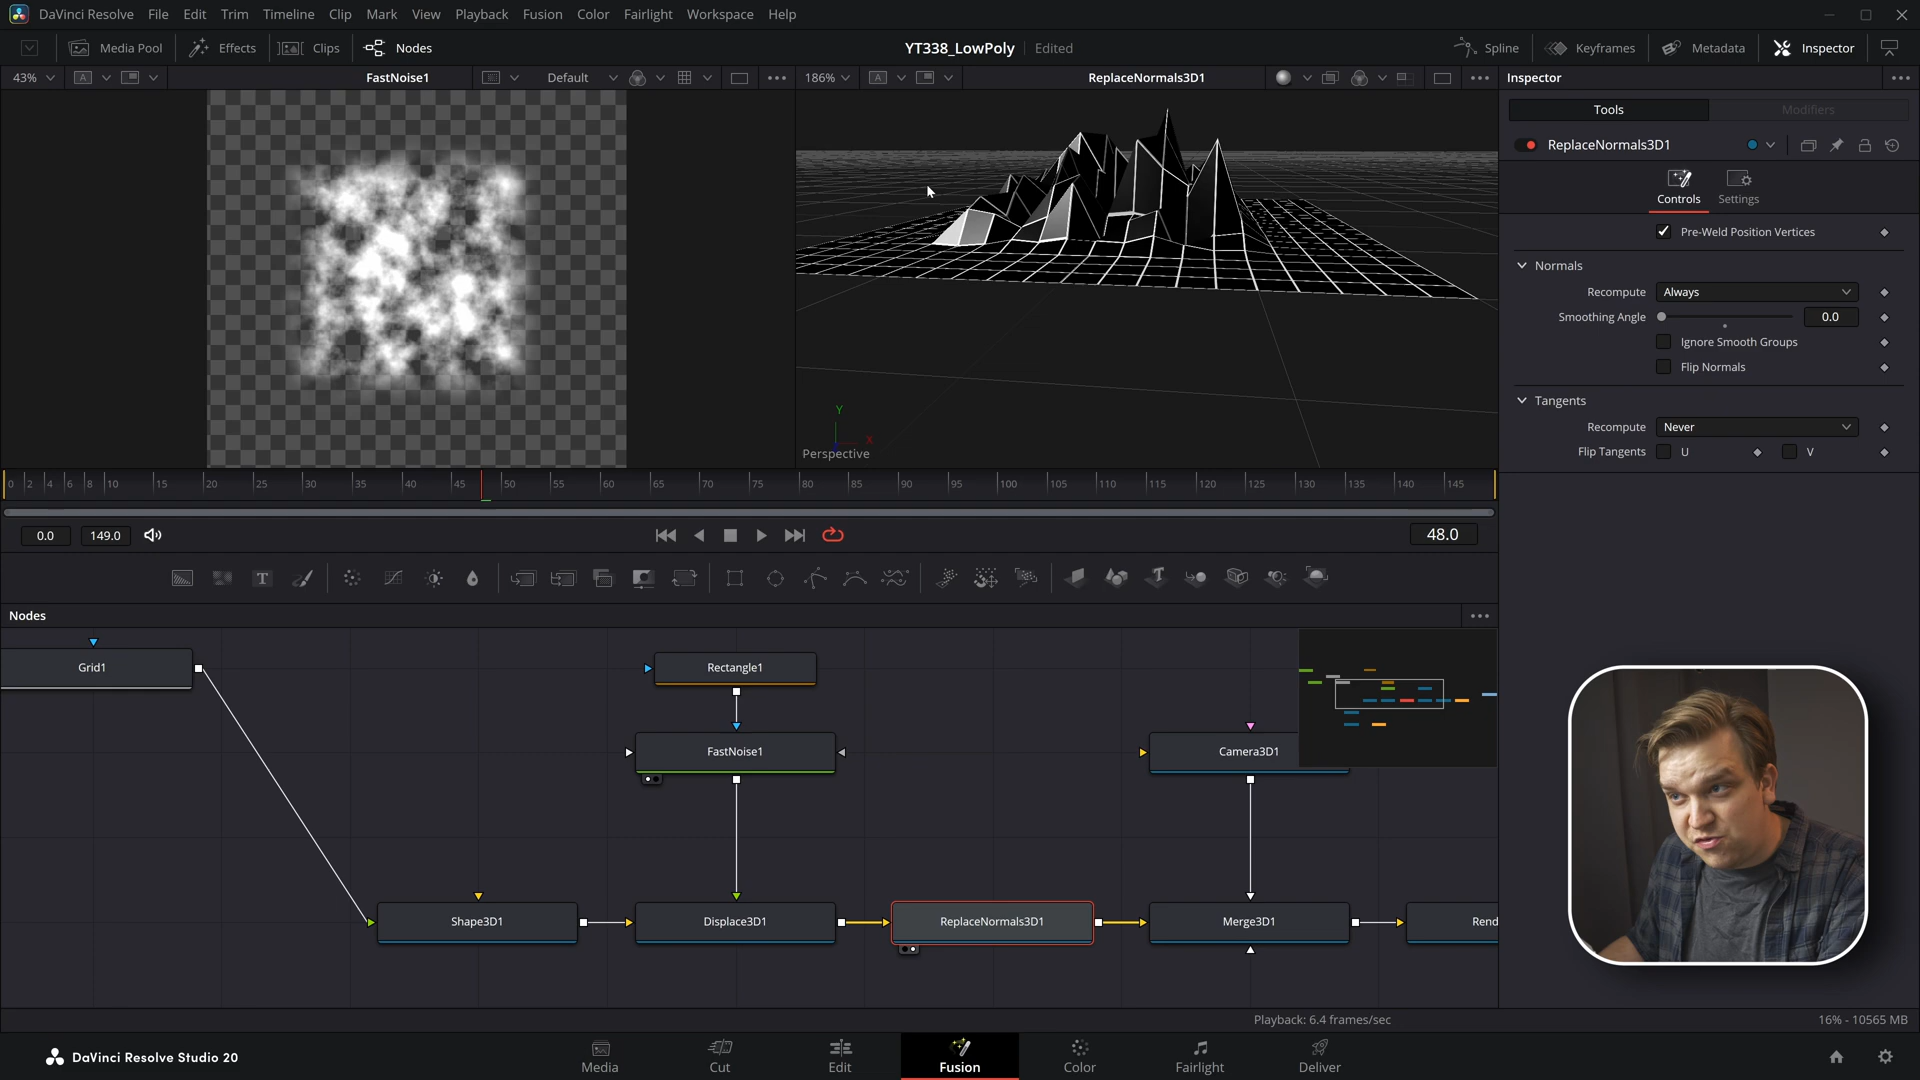 DaVinci Resolve File Edit Trim Timeline Clip Mark View Playback Fusion Color Fairlight Workspace Help
Media Pool Effects Clips Nodes YT338_LowPoly Edited Spline Keyframes Metadata Inspector
43% A FastNoise1 Default 186% A ReplaceNormals3D1 Inspector
Tools Modifiers
ReplaceNormals3D1
Controls Settings
Pre-Weld Position Vertices
Normals
Recompute Always
Smoothing Angle 0.0
Ignore Smooth Groups
Flip Normals
Tangents
Recompute Never
Flip Tangents U V
Y
X
Perspective
0 2 4 6 8 10 15 20 25 30 35 40 45 50 55 60 65 70 75 80 85 90 95 100 105 110 115 120 125 130 135 140 145
0.0 149.0 48.0
T T
Nodes
Grid1 Rectangle1
FastNoise1 Camera3D1
Shape3D1 Displace3D1 ReplaceNormals3D1 Merge3D1 Rend
Playback: 6.4 frames/sec 16% - 10565 MB
DaVinci Resolve Studio 20 Media Cut Edit Fusion Color Fairlight Deliver